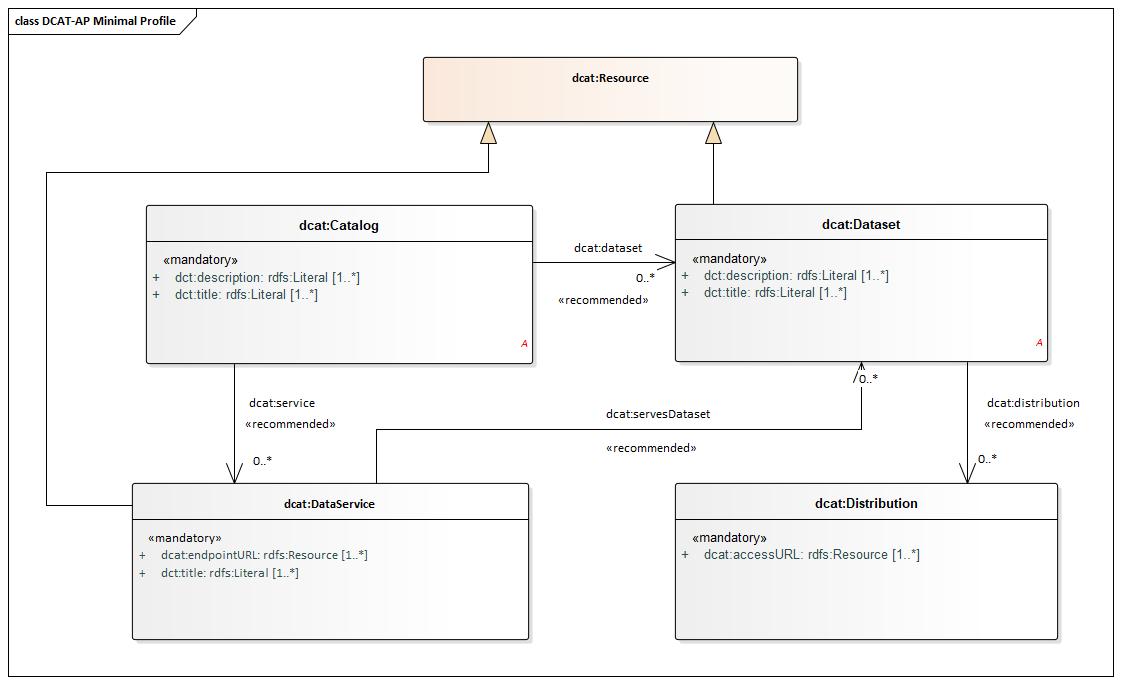 class DCAT-AP Minimal Profile
dcat:Resource
dcat:Catalog
«mandatory»
+ dct:description: rdfs:Literal [1..*]
+ dct:title: rdfs:Literal [1..*]
A
dcat:dataset
0..*
«recommended»
dcat:Dataset
«mandatory»
+ dct:description: rdfs:Literal [1..*]
+ dct:title: rdfs:Literal [1..*]
A
dcat:service
«recommended»
0..*
dcat:servesDataset
«recommended»
0..*
dcat:distribution
«recommended»
0..*
dcat:DataService
«mandatory»
+ dcat:endpointURL: rdfs:Resource [1..*]
+ dct:title: rdfs:Literal [1..*]
dcat:Distribution
«mandatory»
+ dcat:accessURL: rdfs:Resource [1..*]